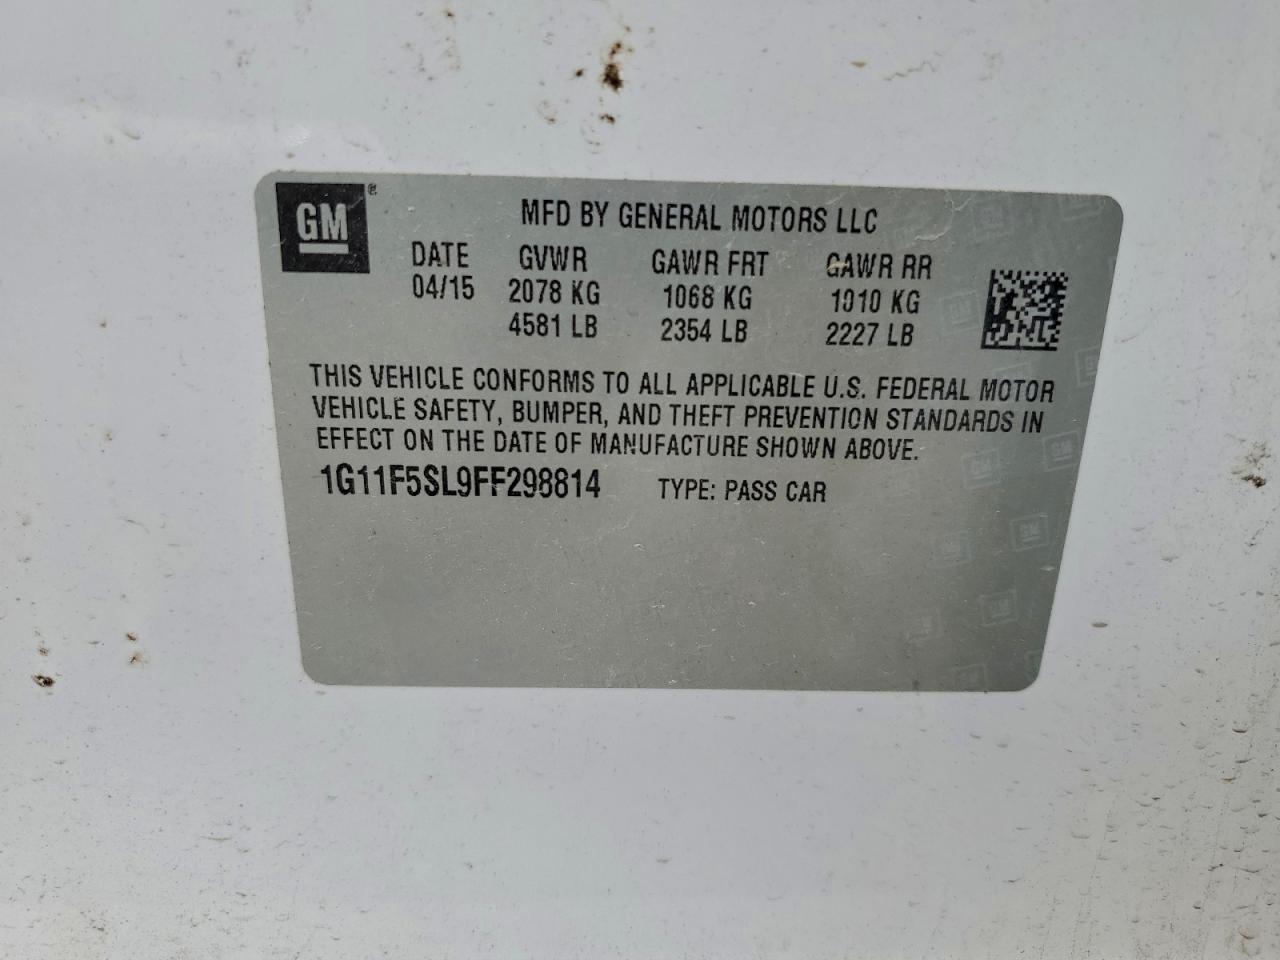 GM®
MFD BY GENERAL MOTORS LLC
DATE GVWR GAWR FRT GAWR RR
04/15 2078 KG 1068 KG 1010 KG
4581 LB 2354 LB 2227 LB
THIS VEHICLE CONFORMS TO ALL APPLICABLE U.S. FEDERAL MOTOR
VEHICLE SAFETY, BUMPER, AND THEFT PREVENTION STANDARDS IN
EFFECT ON THE DATE OF MANUFACTURE SHOWN ABOVE.
1G11F5SL9FF298814 TYPE: PASS CAR